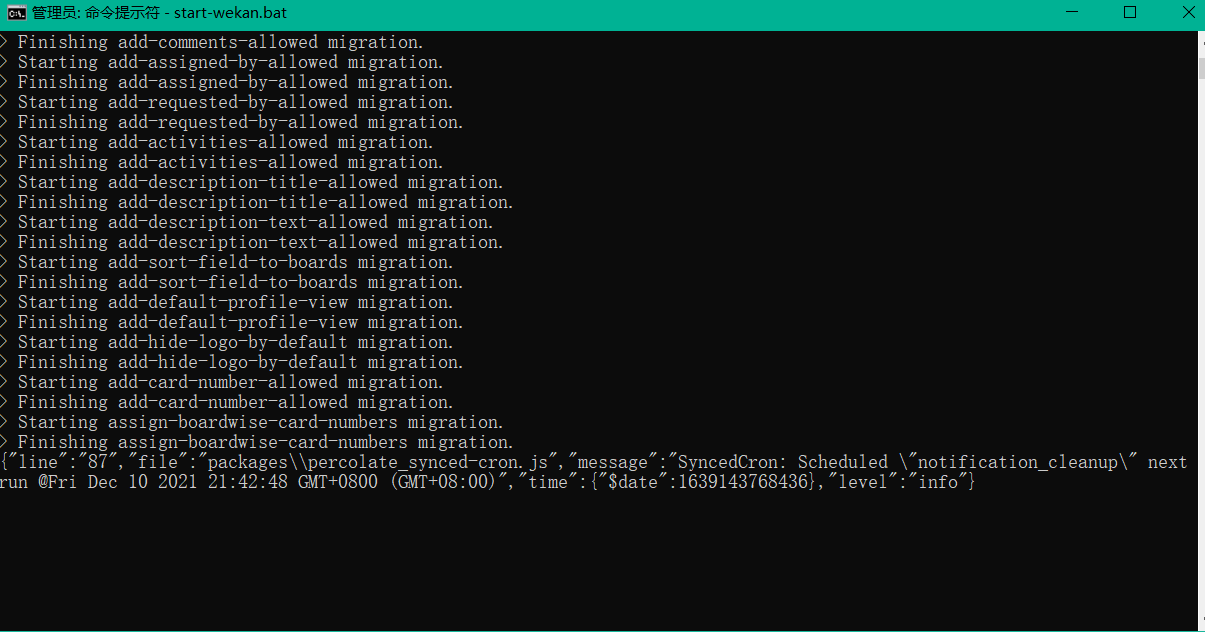 管理员: 命令提示符 - start-wekan.bat
> Finishing add-comments-allowed migration.
> Starting add-assigned-by-allowed migration.
> Finishing add-assigned-by-allowed migration.
> Starting add-requested-by-allowed migration.
> Finishing add-requested-by-allowed migration.
> Starting add-activities-allowed migration.
> Finishing add-activities-allowed migration.
> Starting add-description-title-allowed migration.
> Finishing add-description-title-allowed migration.
> Starting add-description-text-allowed migration.
> Finishing add-description-text-allowed migration.
> Starting add-sort-field-to-boards migration.
> Finishing add-sort-field-to-boards migration.
> Starting add-default-profile-view migration.
> Finishing add-default-profile-view migration.
> Starting add-hide-logo-by-default migration.
> Finishing add-hide-logo-by-default migration.
> Starting add-card-number-allowed migration.
> Finishing add-card-number-allowed migration.
> Starting assign-boardwise-card-numbers migration.
> Finishing assign-boardwise-card-numbers migration.
{"line":"87","file":"packages\\percolate_synced-cron.js","message":"SyncedCron: Scheduled \"notification_cleanup\" next
run @Fri Dec 10 2021 21:42:48 GMT+0800 (GMT+08:00)","time":{"$date":1639143768436},"level":"info"}